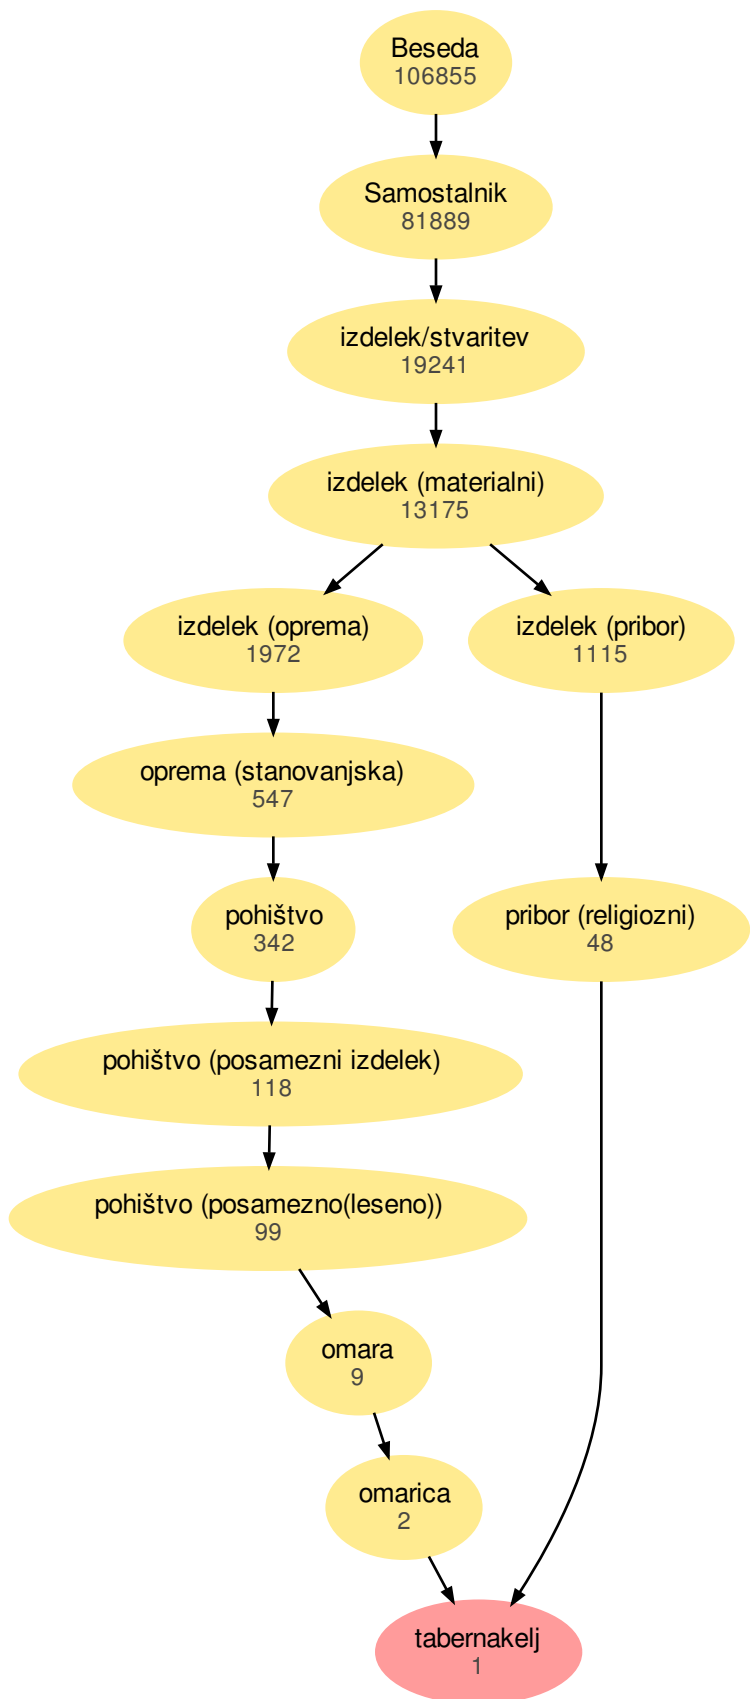 Beseda
106855
Samostalnik
81889
izdelek/stvaritev
19241
izdelek (materialni)
13175
izdelek (oprema)
1972
izdelek (pribor)
1115
oprema (stanovanjska)
547
pohištvo
342
pribor (religiozni)
48
pohištvo (posamezni izdelek)
118
pohištvo (posamezno(leseno))
99
omara
9
omarica
2
tabernakelj
1